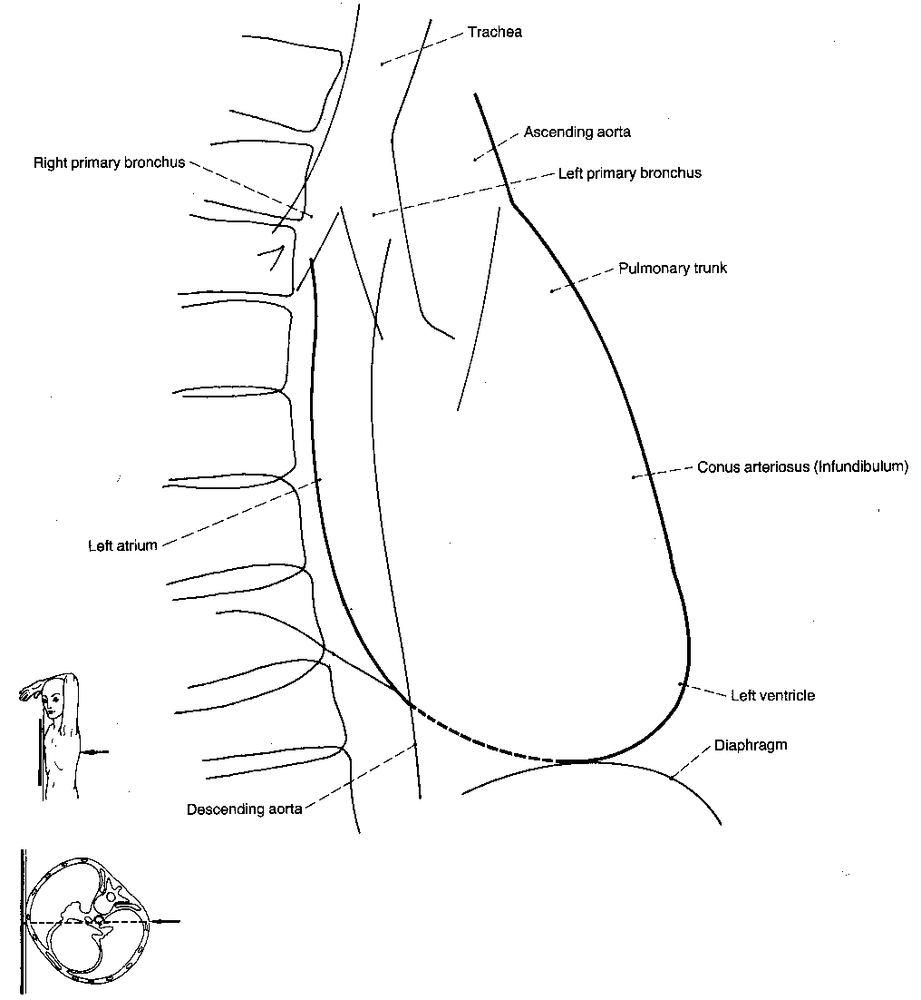 Trachea
Ascending aorta
Right primary bronchus
Left primary bronchus
Pulmonary trunk
Conus arteriosus (Infundibulum)
Left atrium
Left ventricle
Diaphragm
Descending aorta